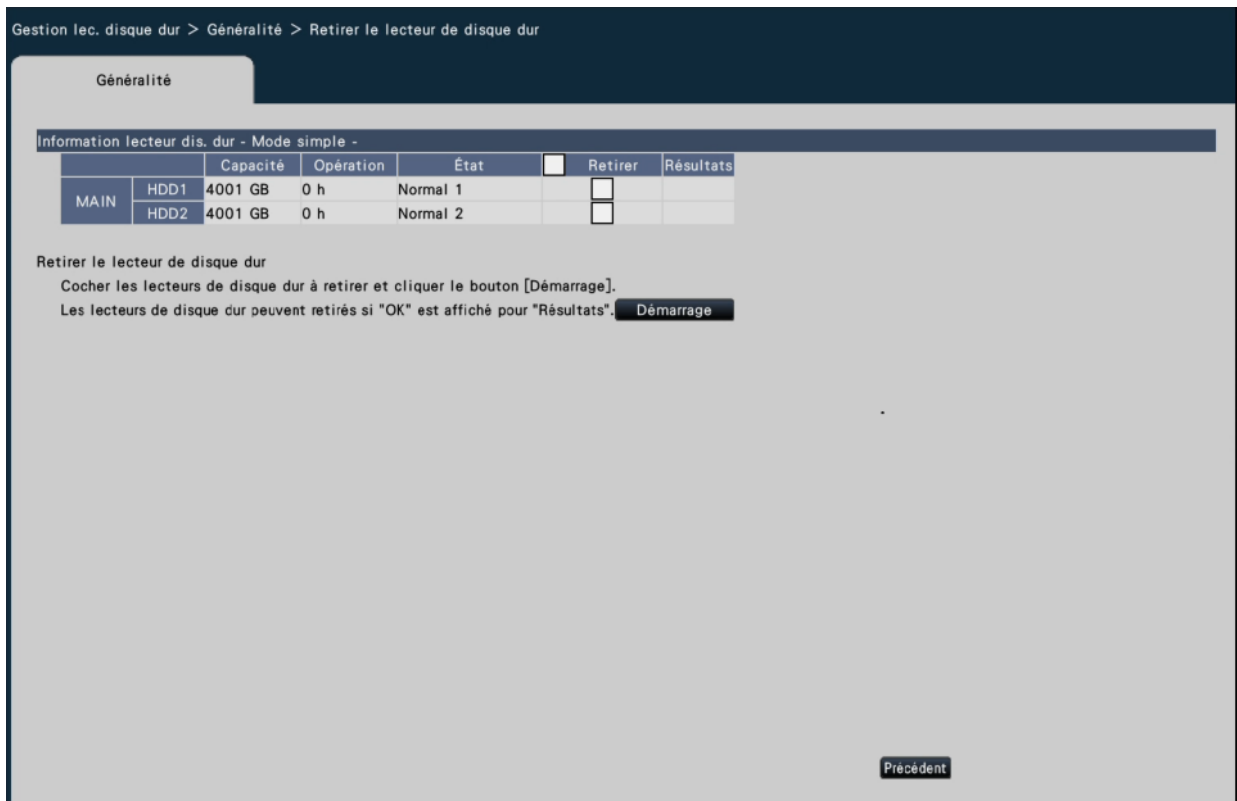 Gestion lec. disque dur > Généralité > Retirer le lecteur de disque dur
Généralité
Information lecteur dis. dur - Mode simple -
Capacité Opération État Retirer Résultats
MAIN
HDD1 4001 GB 0 h Normal 1
HDD2 4001 GB 0 h Normal 2
Retirer le lecteur de disque dur
Cocher les lecteurs de disque dur à retirer et cliquer le bouton [Démarrage].
Les lecteurs de disque dur peuvent retirés si "OK" est affiché pour "Résultats". Démarrage
Précédent